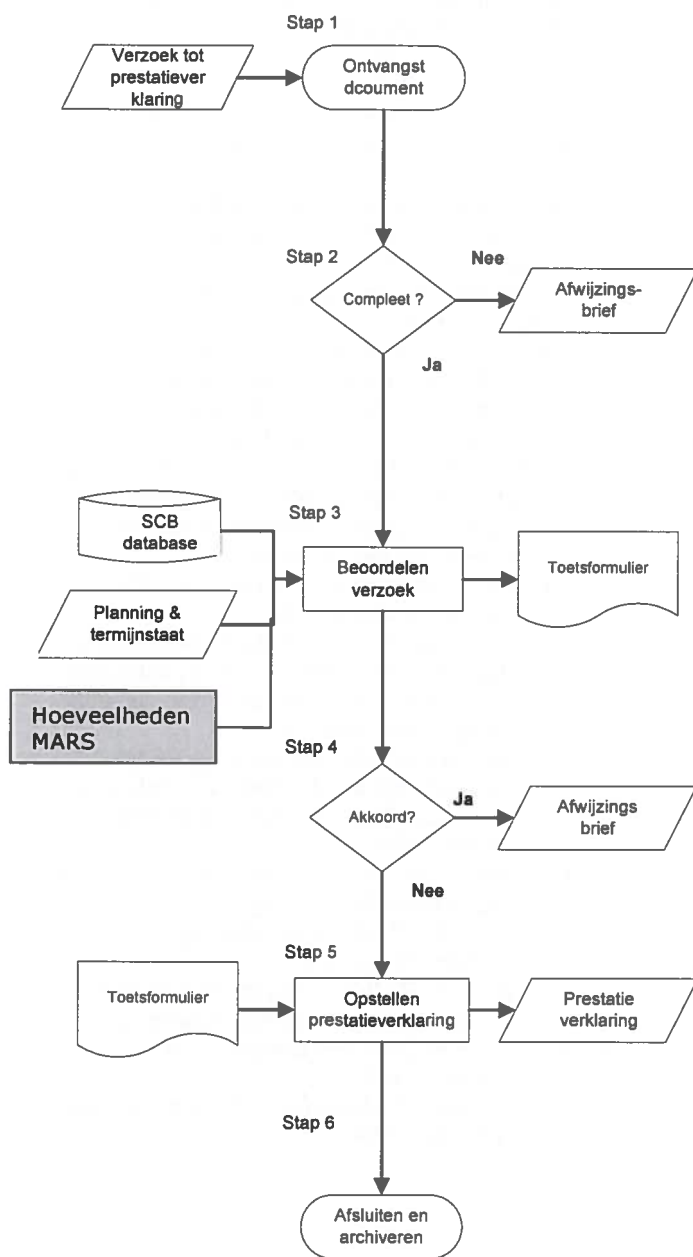 Stap 1
Verzoek tot
prestatiever
klaring
Ontvangst
dcoument
Stap 2
Compleet ?
Nee
Afwijzings-
brief
Ja
Stap 3
SCB
database
Planning &
termijnstaat
Hoeveelheden
MARS
Beoordelen
verzoek
Toetsformulier
Stap 4
Akkoord?
Ja
Afwijzings
brief
Nee
Stap 5
Toetsformulier
Opstellen
prestatieverklaring
Prestatie
verklaring
Stap 6
Afsluiten en
archiveren